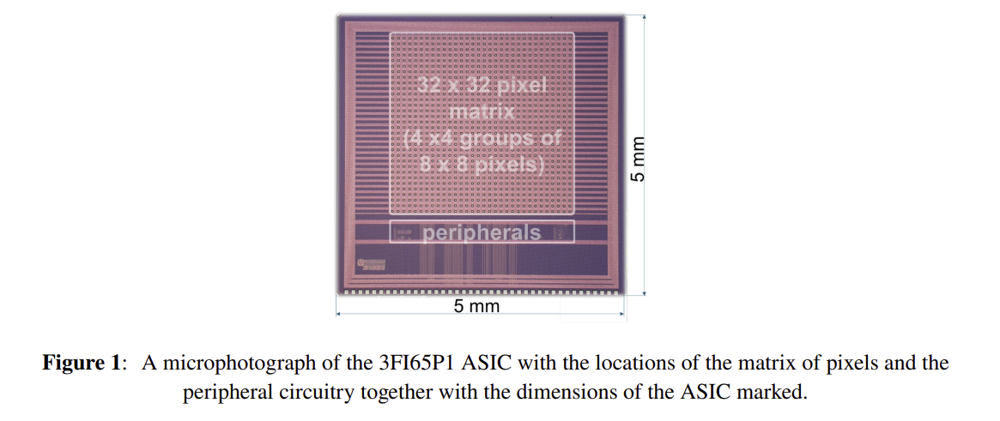 32 x 32 pixel
matrix
(4 x4 groups of
8 x 8 pixels)
peripherals
5 mm
5 mm
Figure 1: A microphotograph of the 3FI65P1 ASIC with the locations of the matrix of pixels and the
peripheral circuitry together with the dimensions of the ASIC marked.